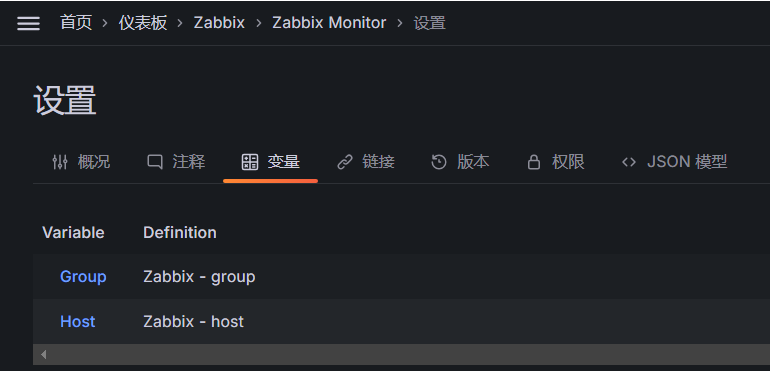 首页 › 仪表板 › Zabbix › Zabbix Monitor › 设置
设置
概况 注释 变量 链接 版本 权限 JSON 模型
Variable Definition
Group Zabbix - group
Host Zabbix - host